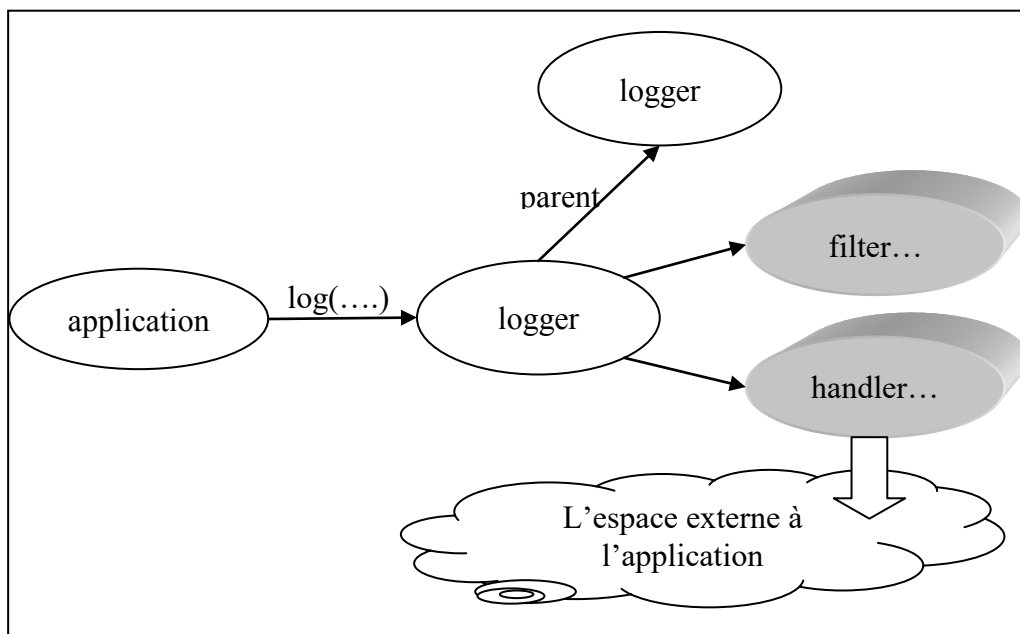 logger
parent
filter…
log(….)
application
logger
handler…
L’espace externe à
l’application